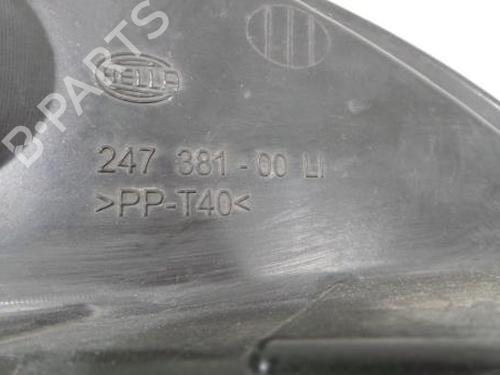 HELLA
247 381-00 LI
>PP-T40<
B-PARTS